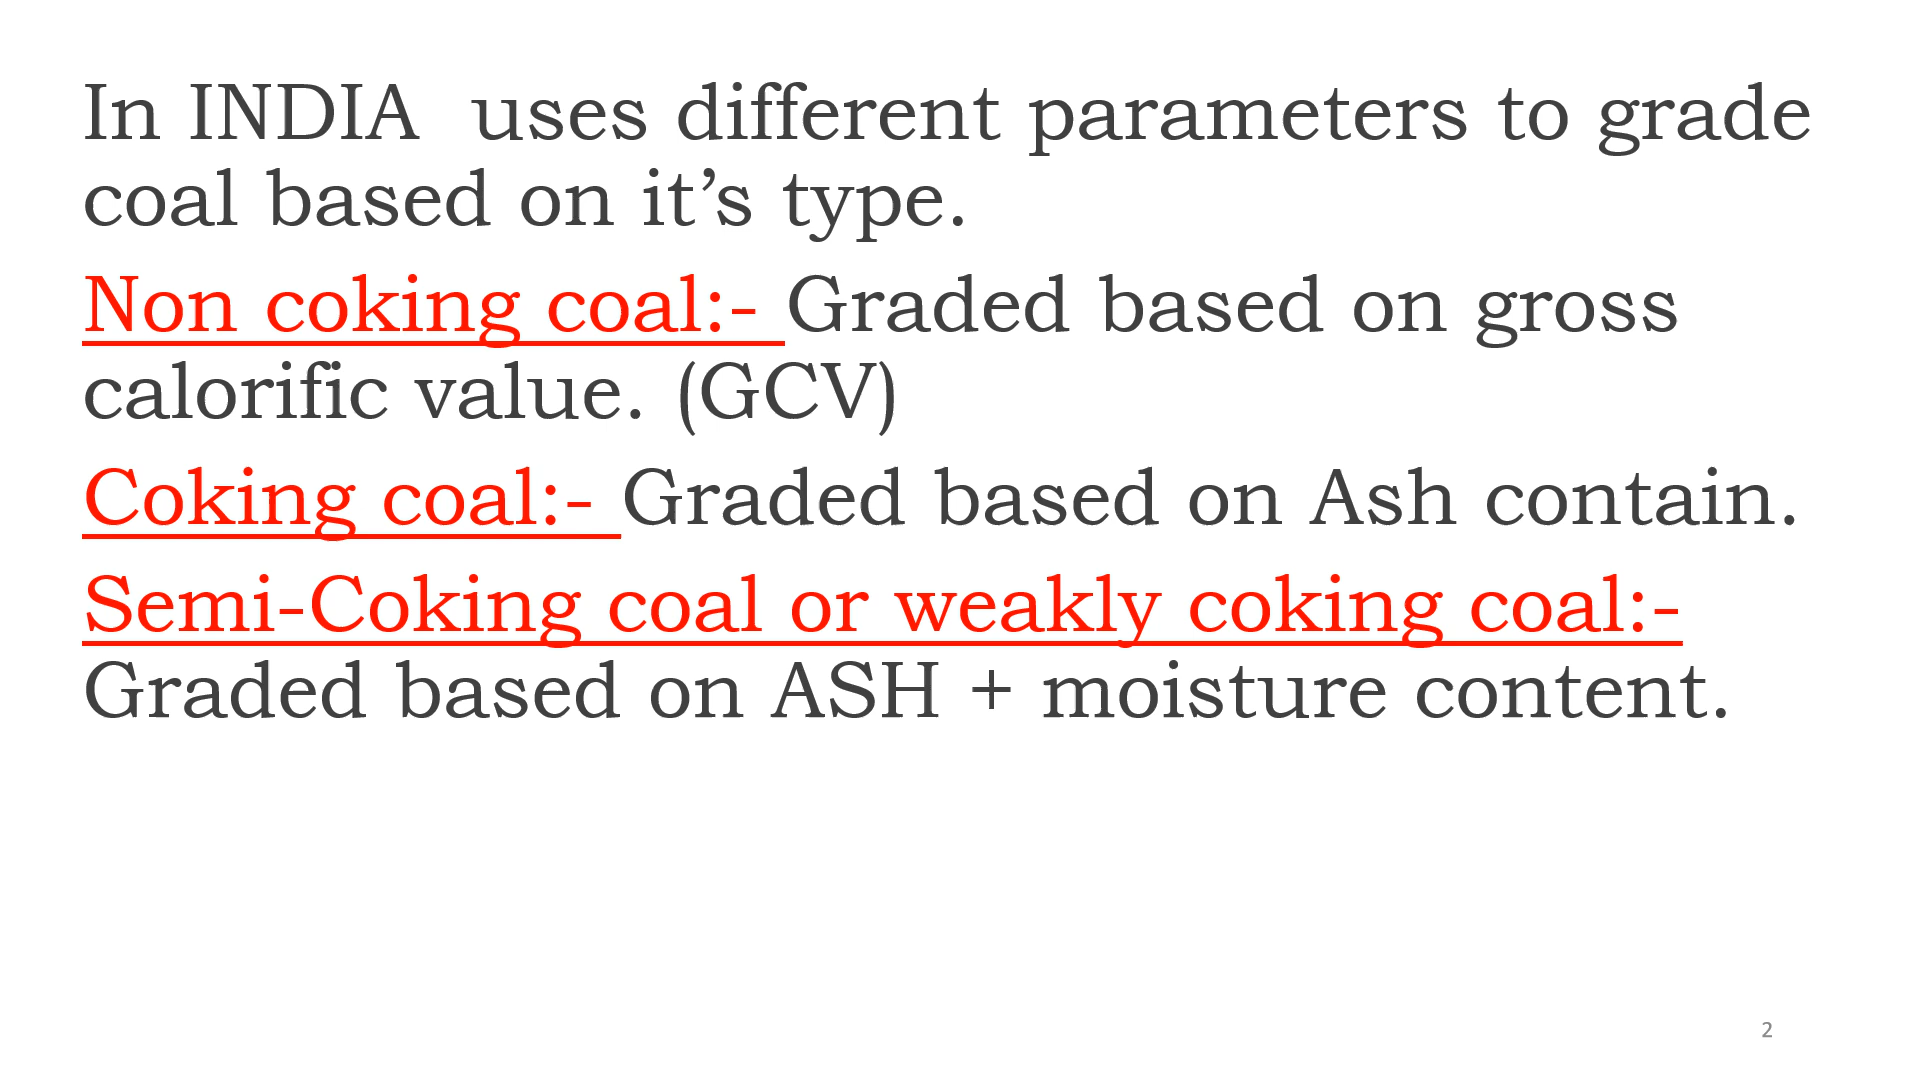 In INDIA  uses different parameters to grade
coal based on it’s type.
Non coking coal:- Graded based on gross
calorific value. (GCV)
Coking coal:- Graded based on Ash contain.
Semi-Coking coal or weakly coking coal:-
Graded based on ASH + moisture content.
2